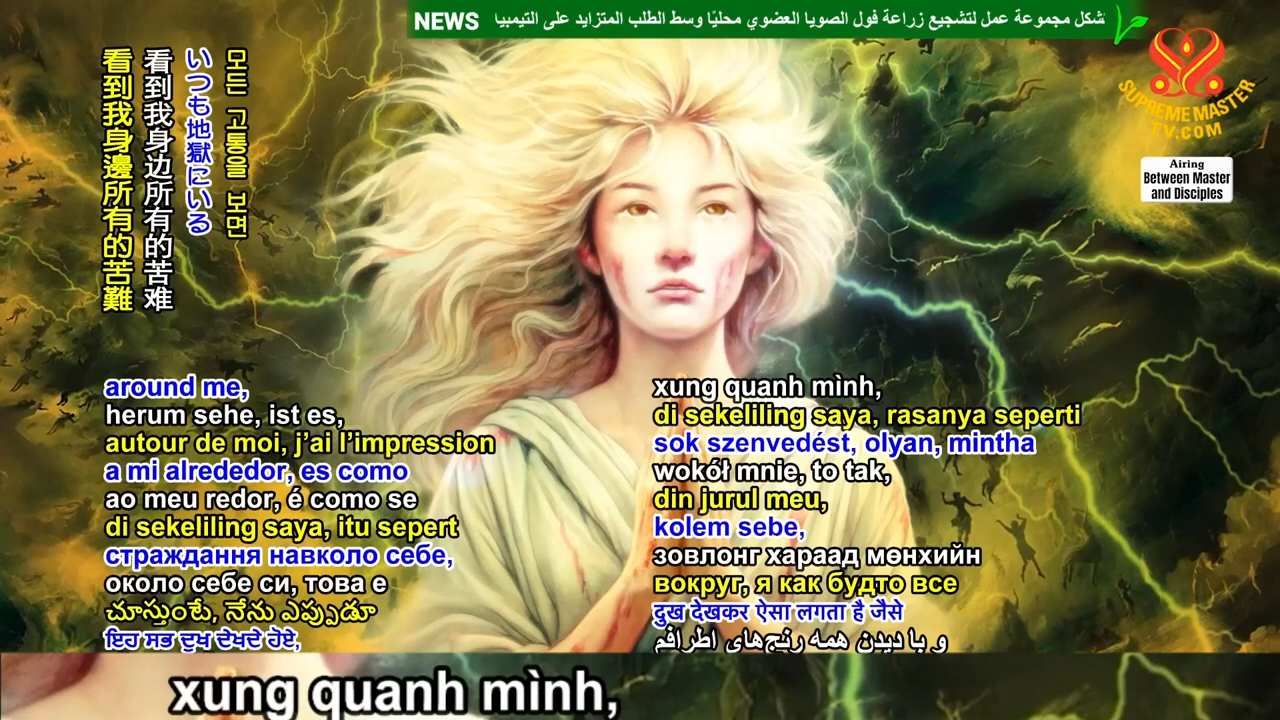 NEWS شكل مجموعة عمل لتشجيع زراعة فول الصويا العضوي محليًا وسط الطلب المتزايد على التيمبيا
SUPREME MASTER
TV.COM
Airing
Between Master
and Disciples
모든 고통을 보면
いつも地獄にいる
看到我身边所有的苦难
看到我身邊所有的苦難
around me,
herum sehe, ist es,
autour de moi, j’ai l’impression
a mi alrededor, es como
ao meu redor, é como se
di sekeliling saya, itu sepert
страждання навколо себе,
около себе си, това е
చూస్తుంటే, నేను ఎప్పుడూ
ਇਹ ਸਭ ਦੁਖ ਦੇਖਦੇ ਹੋਏ,
xung quanh mình,
di sekeliling saya, rasanya seperti
sok szenvedést, olyan, mintha
wokół mnie, to tak,
din jurul meu,
kolem sebe,
зовлонг хараад мөнхийн
вокруг, я как будто все
दुख देखकर ऐसा लगता है जैसे
و با دیدن همه رنج‌های اطرافم
xung quanh mình,